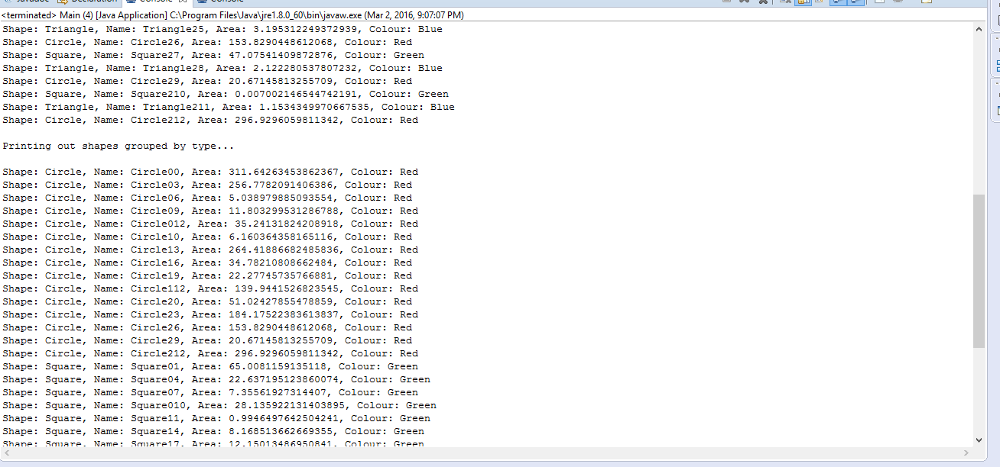 Javadoc Declaration Console Console
<terminated> Main (4) [Java Application] C:\Program Files\Java\jre1.8.0_60\bin\javaw.exe (Mar 2, 2016, 9:07:07 PM)
Shape: Triangle, Name: Triangle25, Area: 3.195312249372939, Colour: Blue
Shape: Circle, Name: Circle26, Area: 153.8290448612068, Colour: Red
Shape: Square, Name: Square27, Area: 47.07541409872876, Colour: Green
Shape: Triangle, Name: Triangle28, Area: 2.122280537807232, Colour: Blue
Shape: Circle, Name: Circle29, Area: 20.67145813255709, Colour: Red
Shape: Square, Name: Square210, Area: 0.007002146544742191, Colour: Green
Shape: Triangle, Name: Triangle211, Area: 1.1534349970667535, Colour: Blue
Shape: Circle, Name: Circle212, Area: 296.9296059811342, Colour: Red
Printing out shapes grouped by type...
Shape: Circle, Name: Circle00, Area: 311.64263453862367, Colour: Red
Shape: Circle, Name: Circle03, Area: 256.7782091406386, Colour: Red
Shape: Circle, Name: Circle06, Area: 5.038979885093554, Colour: Red
Shape: Circle, Name: Circle09, Area: 11.803299531286788, Colour: Red
Shape: Circle, Name: Circle012, Area: 35.24131824208918, Colour: Red
Shape: Circle, Name: Circle10, Area: 6.160364358165116, Colour: Red
Shape: Circle, Name: Circle13, Area: 264.41886682485836, Colour: Red
Shape: Circle, Name: Circle16, Area: 34.78210808662484, Colour: Red
Shape: Circle, Name: Circle19, Area: 22.27745735766881, Colour: Red
Shape: Circle, Name: Circle112, Area: 139.9441526823545, Colour: Red
Shape: Circle, Name: Circle20, Area: 51.02427855478859, Colour: Red
Shape: Circle, Name: Circle23, Area: 184.17522383613837, Colour: Red
Shape: Circle, Name: Circle26, Area: 153.8290448612068, Colour: Red
Shape: Circle, Name: Circle29, Area: 20.67145813255709, Colour: Red
Shape: Circle, Name: Circle212, Area: 296.9296059811342, Colour: Red
Shape: Square, Name: Square01, Area: 65.0081159135118, Colour: Green
Shape: Square, Name: Square04, Area: 22.637195123860074, Colour: Green
Shape: Square, Name: Square07, Area: 7.35561927314407, Colour: Green
Shape: Square, Name: Square010, Area: 28.135922131403895, Colour: Green
Shape: Square, Name: Square11, Area: 0.9946497642504241, Colour: Green
Shape: Square, Name: Square14, Area: 8.168513662669355, Colour: Green
Shape: Square, Name: Square17, Area: 12.15013486950841, Colour: Green